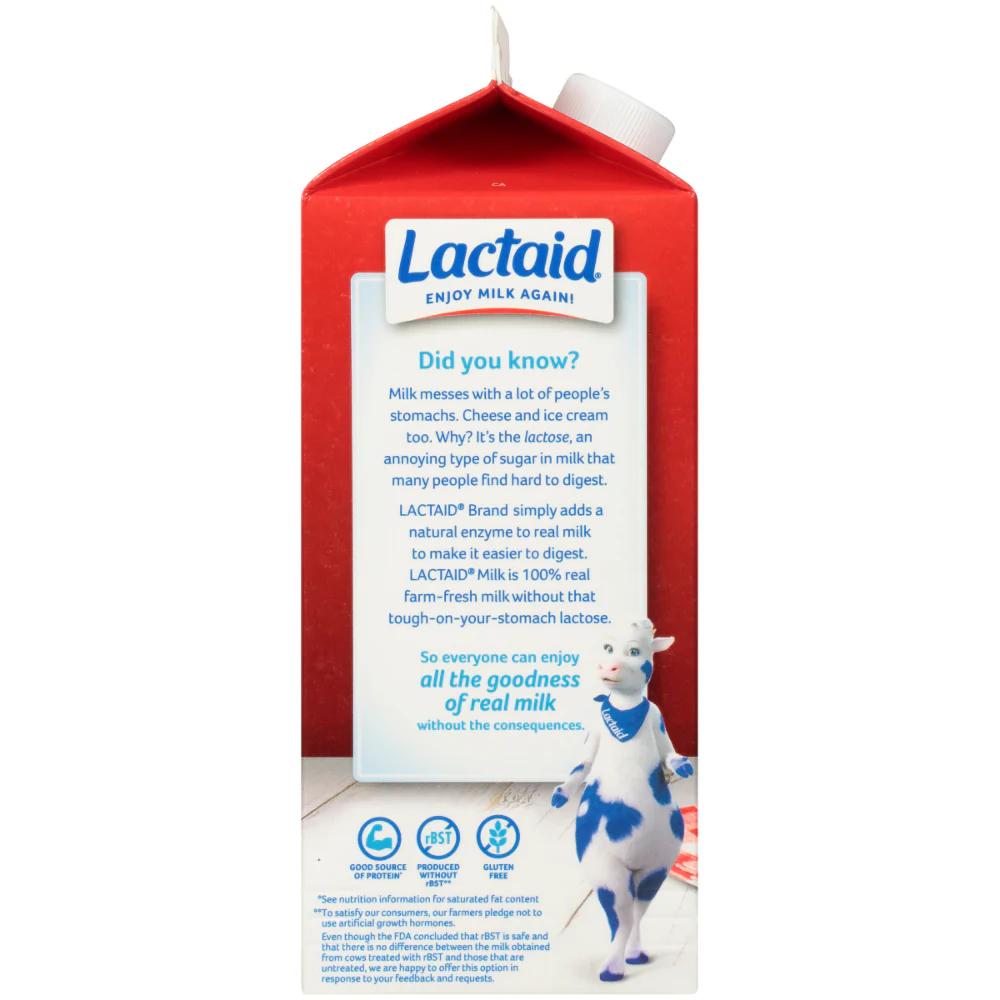 CA
Lactaid®
ENJOY MILK AGAIN!
Did you know?
Milk messes with a lot of people's
stomachs. Cheese and ice cream
too. Why? It's the lactose, an
annoying type of sugar in milk that
many people find hard to digest.
LACTAID® Brand simply adds a
natural enzyme to real milk
to make it easier to digest.
LACTAID® Milk is 100% real
farm-fresh milk without that
tough-on-your-stomach lactose.
So everyone can enjoy
all the goodness
of real milk
without the consequences.
Lactaid
rBST
GOOD SOURCE
OF PROTEIN*
PRODUCED
WITHOUT
rBST**
GLUTEN
FREE
*See nutrition information for saturated fat content
**To satisfy our consumers, our farmers pledge not to
use artificial growth hormones.
Even though the FDA concluded that rBST is safe and
that there is no difference between the milk obtained
from cows treated with rBST and those that are
untreated, we are happy to offer this option in
response to your feedback and requests.